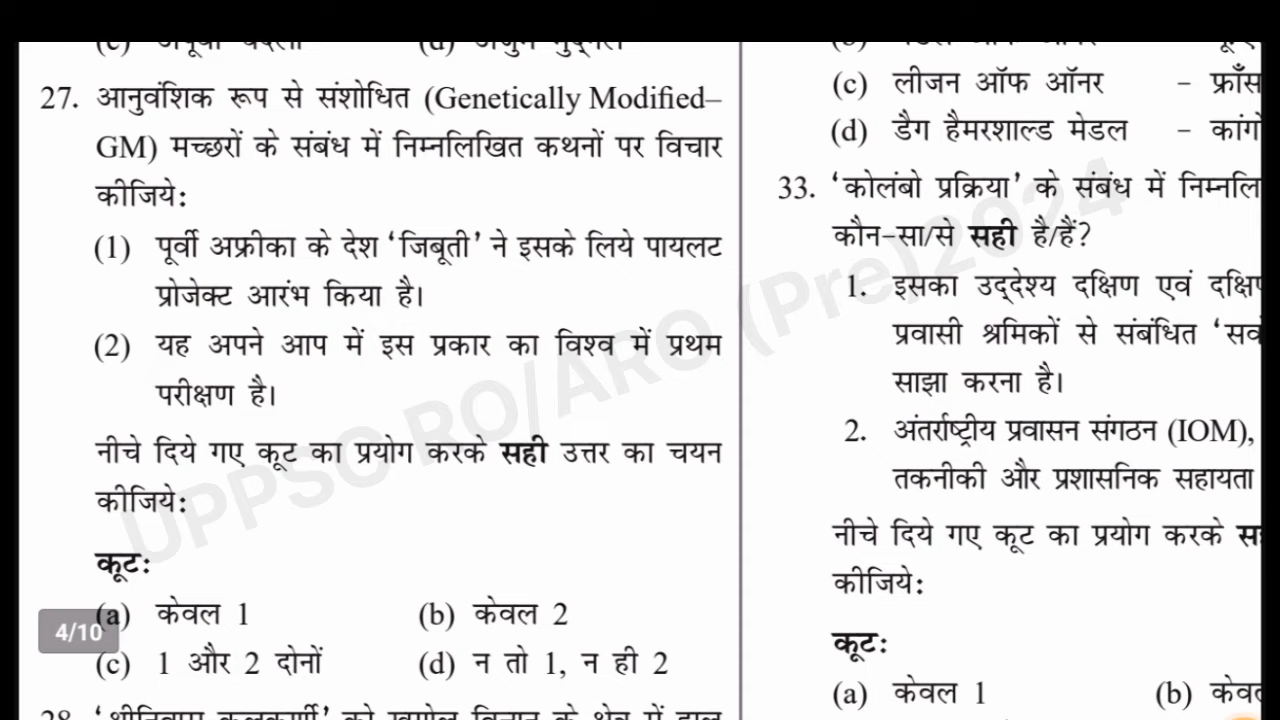 27. आनुवंशिक रूप से संशोधित (Genetically Modified–
GM) मच्छरों के संबंध में निम्नलिखित कथनों पर विचार
कीजिये:
(1) पूर्वी अफ्रीका के देश ‘जिबूती’ ने इसके लिये पायलट
प्रोजेक्ट आरंभ किया है।
(2) यह अपने आप में इस प्रकार का विश्व में प्रथम
परीक्षण है।
नीचे दिये गए कूट का प्रयोग करके सही उत्तर का चयन
कीजिये:
कूट:
(a) केवल 1 (b) केवल 2
(c) 1 और 2 दोनों (d) न तो 1, न ही 2
4/10
(c) लीजन ऑफ ऑनर - फ्राँस
(d) डैग हैमरशाल्ड मेडल - कांगो
33. ‘कोलंबो प्रक्रिया’ के संबंध में
कौन-सा/से सही है/हैं?
1. इसका उद्देश्य दक्षिण एवं
प्रवासी श्रमिकों से संबंधित
साझा करना है।
2. अंतर्राष्ट्रीय प्रवासन संगठन (IOM),
तकनीकी और प्रशासनिक सहायता
नीचे दिये गए कूट का प्रयोग करके
कीजिये:
कूट:
(a) केवल 1 (b)
UPPSC RO/ARO (Pre) 2024